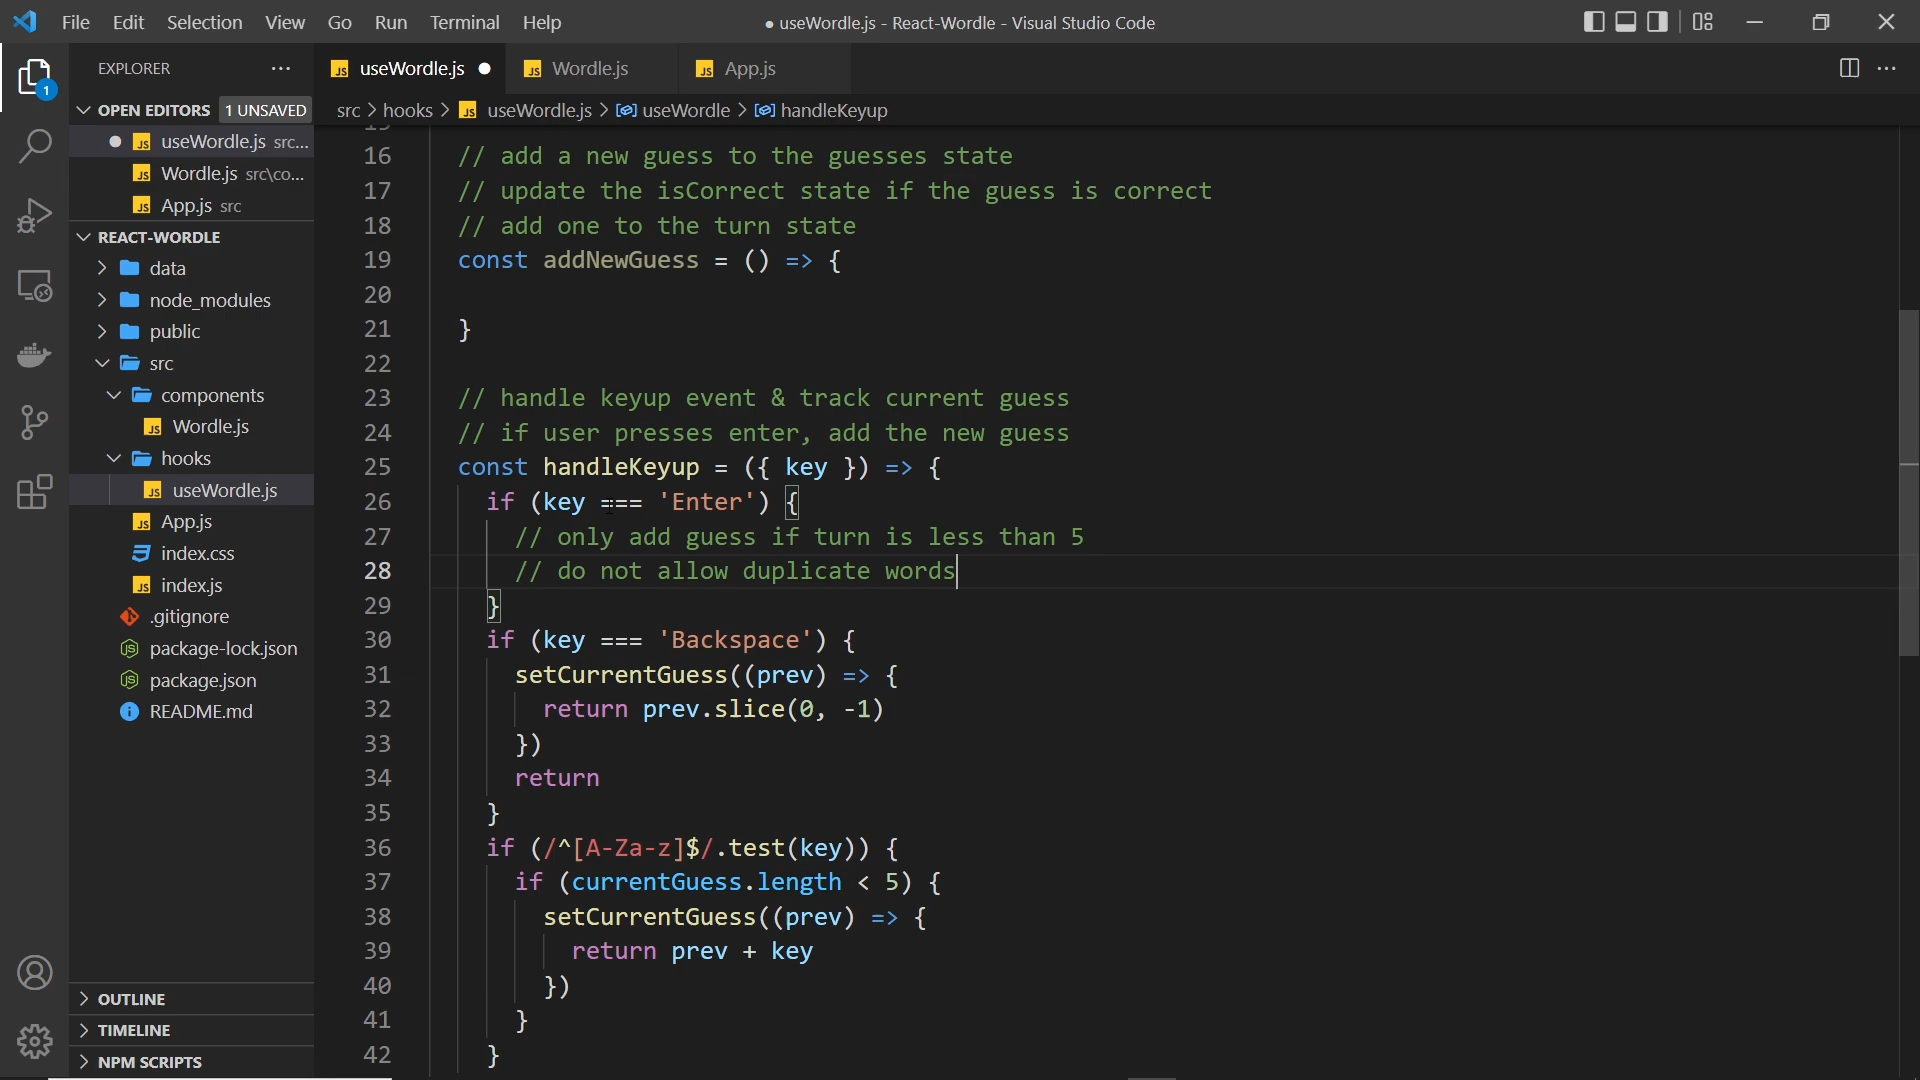 File Edit Selection View Go Run Terminal Help
● useWordle.js - React-Wordle - Visual Studio Code
EXPLORER
OPEN EDITORS 1 UNSAVED
useWordle.js src...
Wordle.js src\co...
App.js src
REACT-WORDLE
data
node_modules
public
src
components
Wordle.js
hooks
useWordle.js
App.js
index.css
index.js
.gitignore
package-lock.json
package.json
README.md
OUTLINE
TIMELINE
NPM SCRIPTS
1
useWordle.js Wordle.js App.js
src > hooks > useWordle.js > useWordle > handleKeyup
16 // add a new guess to the guesses state
17 // update the isCorrect state if the guess is correct
18 // add one to the turn state
19 const addNewGuess = () => {
20
21 }
22
23 // handle keyup event & track current guess
24 // if user presses enter, add the new guess
25 const handleKeyup = ({ key }) => {
26 if (key === 'Enter') {
27 // only add guess if turn is less than 5
28 // do not allow duplicate words
29 }
30 if (key === 'Backspace') {
31 setCurrentGuess((prev) => {
32 return prev.slice(0, -1)
33 })
34 return
35 }
36 if (/^[A-Za-z]$/.test(key)) {
37 if (currentGuess.length < 5) {
38 setCurrentGuess((prev) => {
39 return prev + key
40 })
41 }
42 }